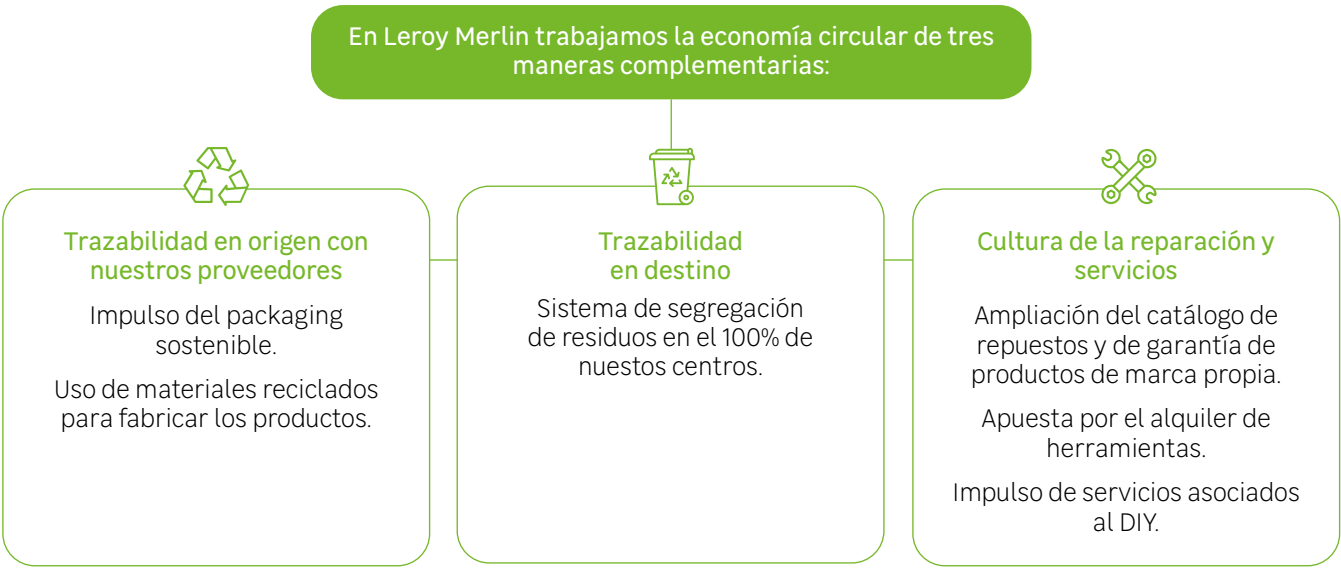 En Leroy Merlin trabajamos la economía circular de tres
maneras complementarias:
Trazabilidad en origen con
nuestros proveedores
Impulso del packaging
sostenible.
Uso de materiales reciclados
para fabricar los productos.
Trazabilidad
en destino
Sistema de segregación
de residuos en el 100% de
nuestos centros.
Cultura de la reparación y
servicios
Ampliación del catálogo de
repuestos y de garantía de
productos de marca propia.
Apuesta por el alquiler de
herramientas.
Impulso de servicios asociados
al DIY.